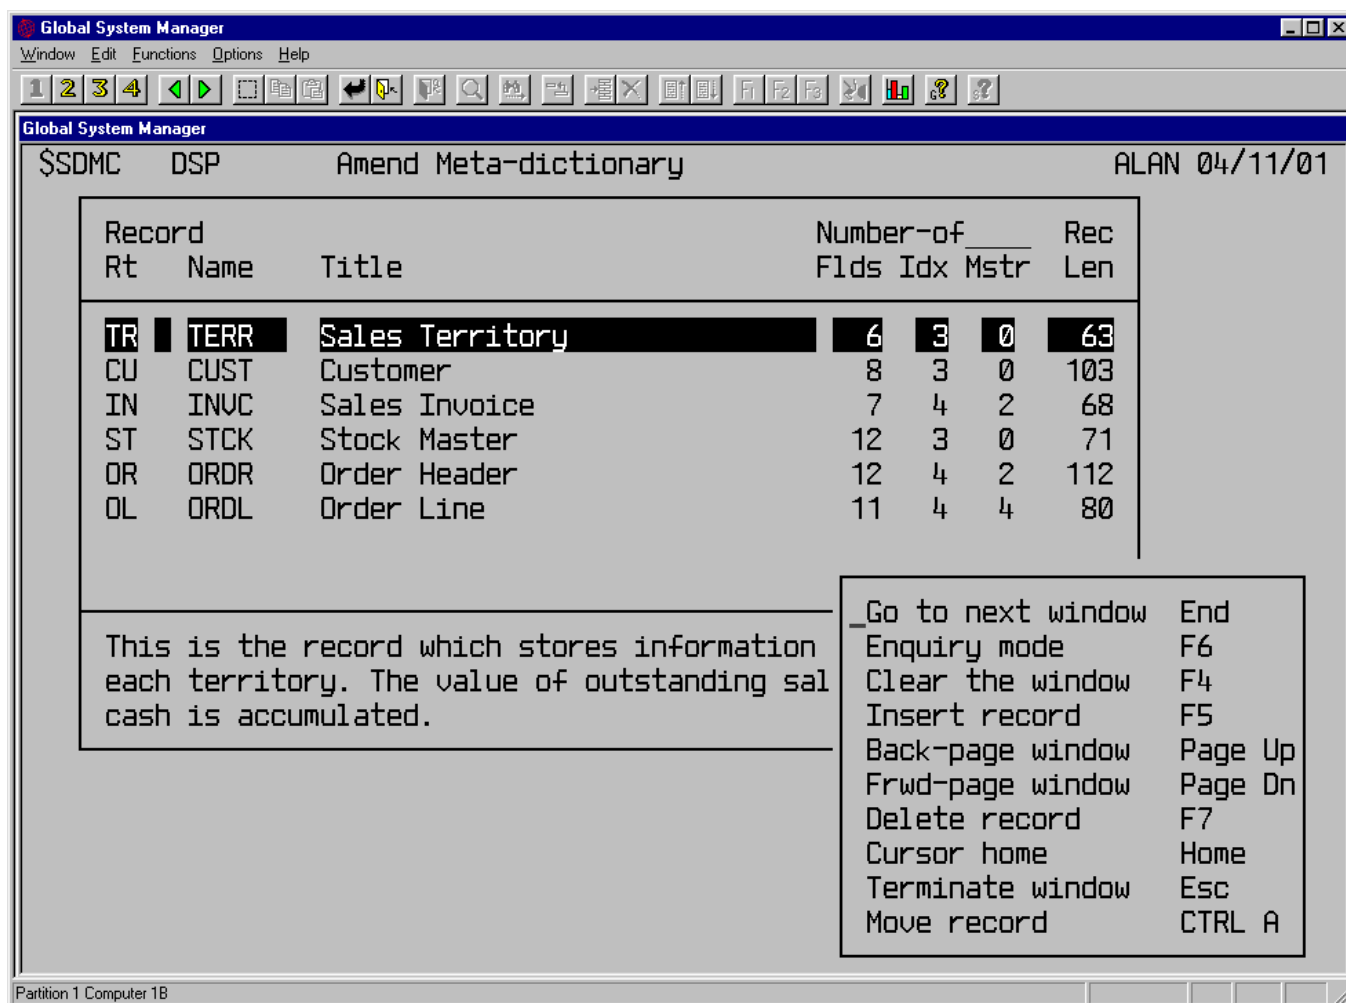 Global System Manager
Window Edit Functions Options Help
1 2 3 4 F1 F2 F3 G? S?
Global System Manager
$SDMC DSP Amend Meta-dictionary ALAN 04/11/01
Record Number-of____ Rec
Rt Name Title Flds Idx Mstr Len
TR TERR Sales Territory 6 3 0 63
CU CUST Customer 8 3 0 103
IN INVC Sales Invoice 7 4 2 68
ST STCK Stock Master 12 3 0 71
OR ORDR Order Header 12 4 2 112
OL ORDL Order Line 11 4 4 80
This is the record which stores information
each territory. The value of outstanding sal
cash is accumulated.
_Go to next window End
Enquiry mode F6
Clear the window F4
Insert record F5
Back-page window Page Up
Frwd-page window Page Dn
Delete record F7
Cursor home Home
Terminate window Esc
Move record CTRL A
Partition 1 Computer 1B